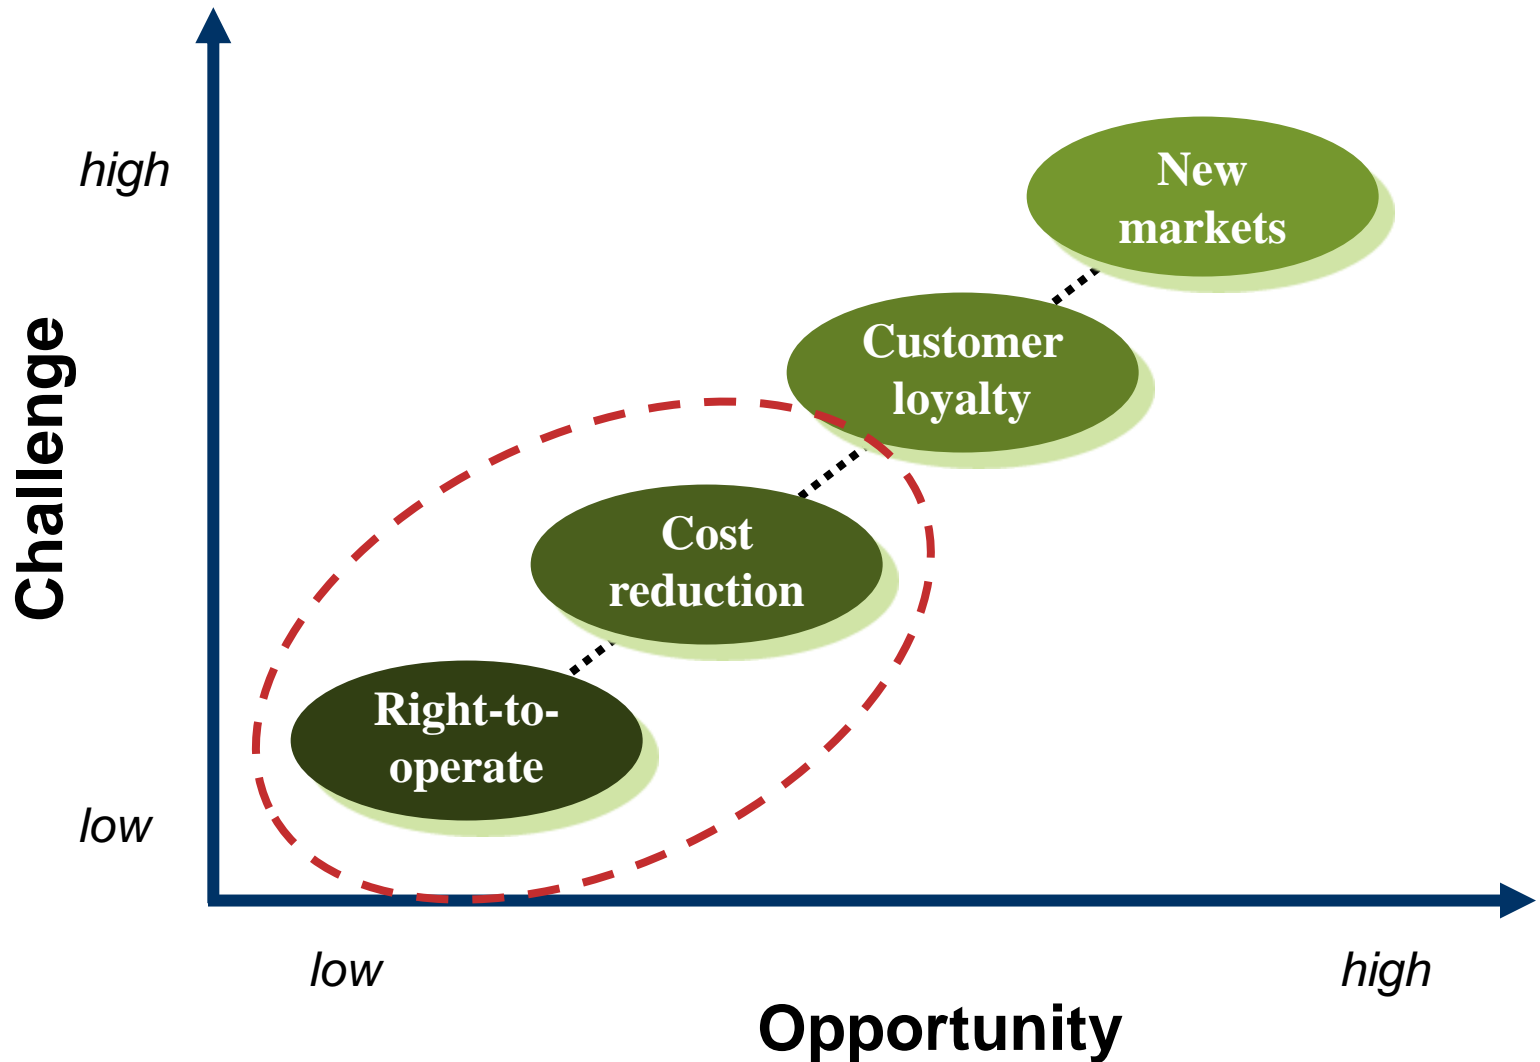 high
New
markets
Customer
loyalty
Challenge
Cost
reduction
Right-to-
operate
low
low
high
Opportunity